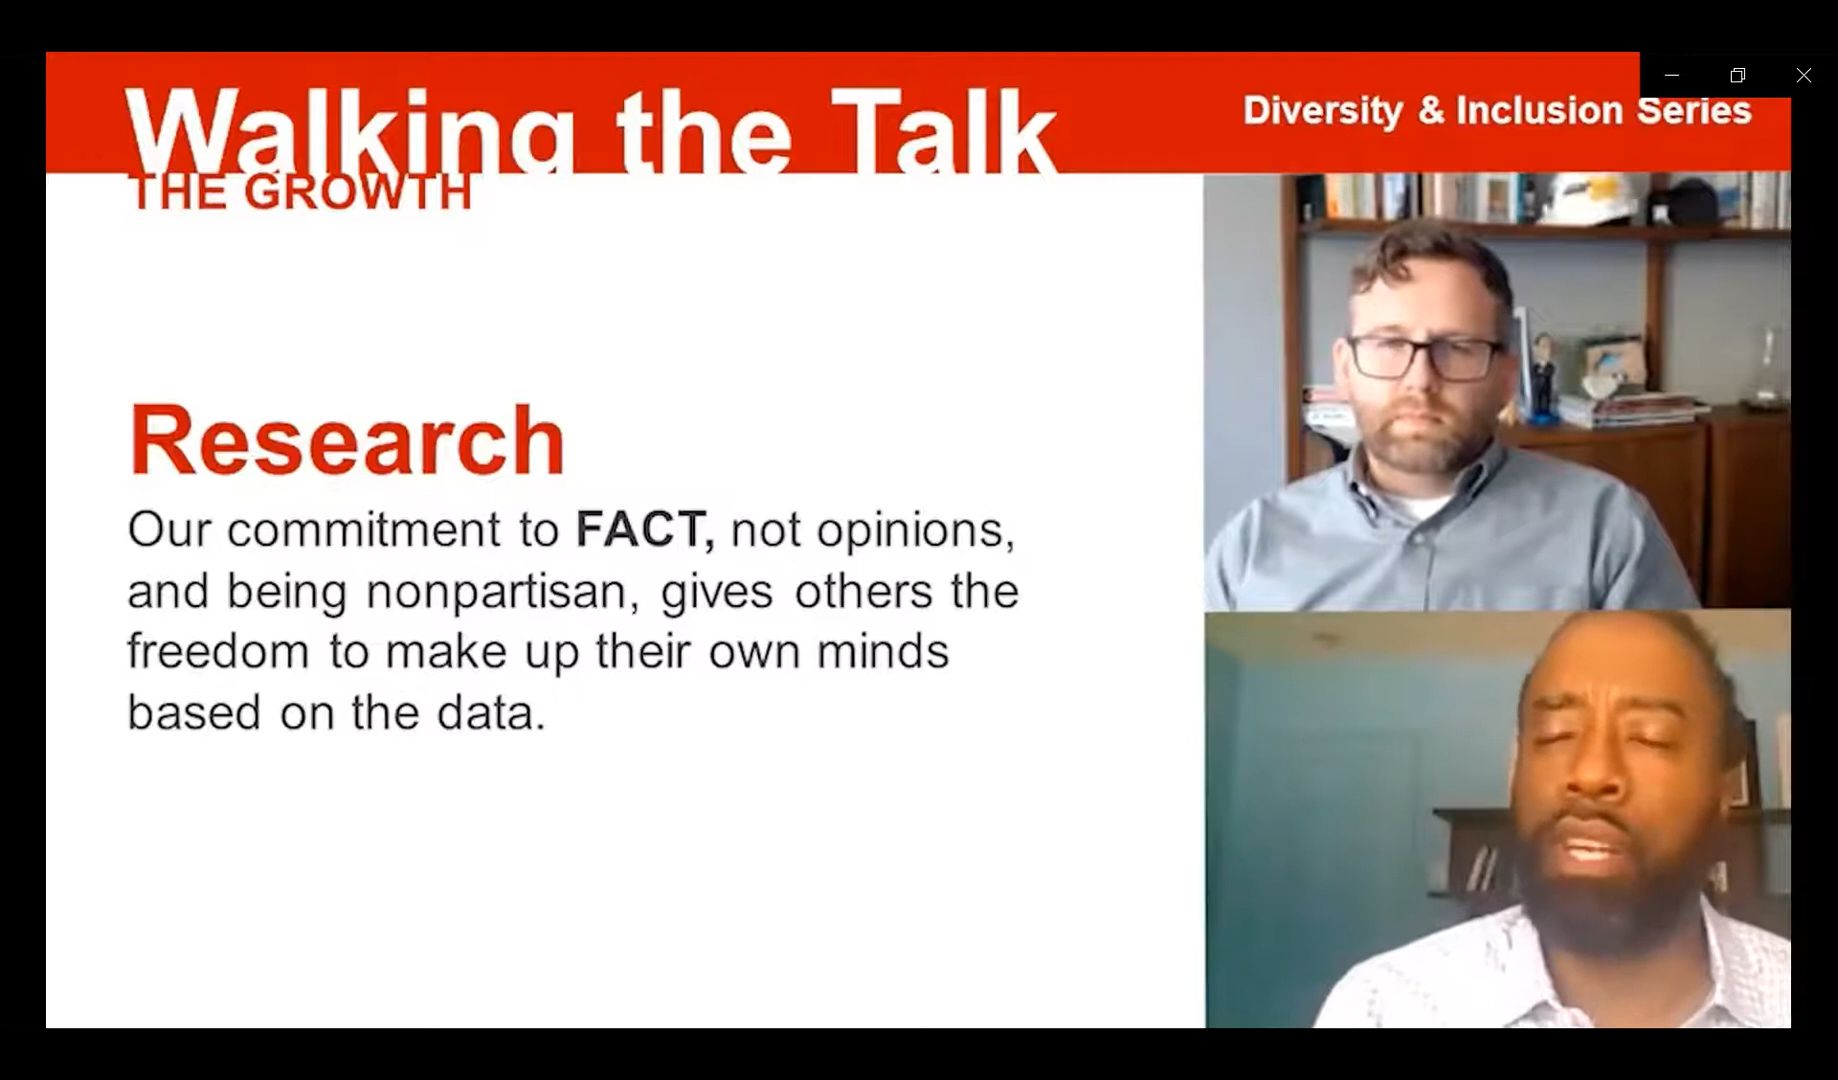 Walking the Talk
Diversity & Inclusion Series
THE GROWTH
Research
Our commitment to FACT, not opinions,
and being nonpartisan, gives others the
freedom to make up their own minds
based on the data.